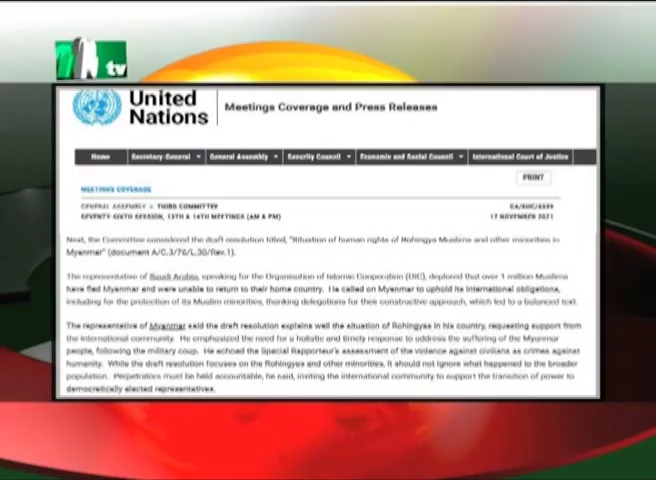 tv
United
Nations
Meetings Coverage and Press Releases
Home Secretary-General General Assembly Security Council Economic and Social Council International Court of Justice
PRINT
MEETINGS COVERAGE
GENERAL ASSEMBLY > THIRD COMMITTEE
SEVENTY-SIXTH SESSION, 13TH & 14TH MEETINGS (AM & PM)
17 NOVEMBER 2021
Next, the Committee considered the draft resolution titled, "Situation of human rights of Rohingya Muslims and other minorities in
Myanmar" (document A/C.3/76/L.30/Rev.1).
The representative of Saudi Arabia, speaking for the Organisation of Islamic Cooperation (OIC), deplored that over 1 million Muslims
have fled Myanmar and were unable to return to their home country. He called on Myanmar to uphold its international obligations,
including for the protection of its Muslim minorities, thanking delegations for their constructive approach, which led to a balanced text.
The representative of Myanmar said the draft resolution explains well the situation of Rohingyas in his country, requesting support from
the international community. He emphasized the need for a holistic and timely response to address the suffering of the Myanmar
people, following the military coup. He echoed the Special Rapporteur's assessment of the violence against civilians as crimes against
humanity. While the draft resolution focuses on the Rohingyas and other minorities, it should not ignore what happened to the broader
population. Perpetrators must be held accountable, he said, inviting the international community to support the transition of power to
democratically elected representatives.